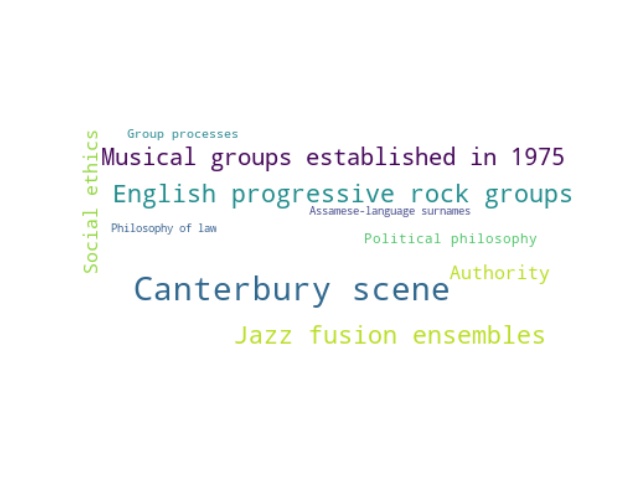 Group processes
Social ethics
Musical groups established in 1975
English progressive rock groups
Assamese-language surnames
Philosophy of law
Political philosophy
Authority
Canterbury scene
Jazz fusion ensembles